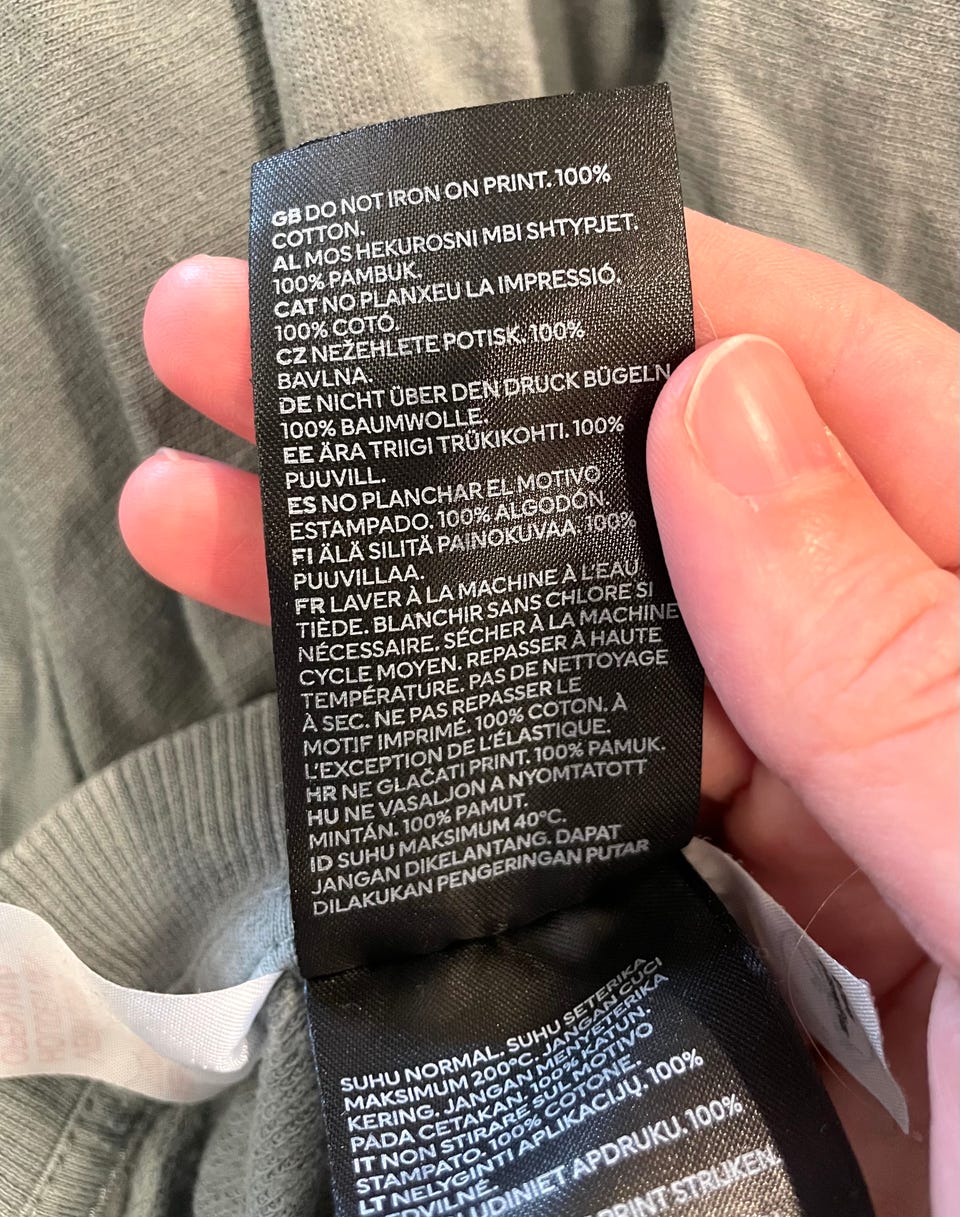 GB DO NOT IRON ON PRINT. 100%
COTTON.
AL MOS HEKUROSNI MBI SHTYPJET.
100% PAMBUK.
CAT NO PLANXEU LA IMPRESSIÓ.
100% COTÓ.
CZ NEŽEHLETE POTISK. 100%
BAVLNA.
DE NICHT ÜBER DEN DRUCK BÜGELN
100% BAUMWOLLE.
EE ÄRA TRIIGI TRÜKIKOHTI. 100%
PUUVILL.
ES NO PLANCHAR EL MOTIVO
ESTAMPADO. 100% ALGODÓN.
FI ÄLÄ SILITÄ PAINOKUVAA. 100%
PUUVILLAA.
FR LAVER À LA MACHINE À L'EAU
TIÈDE. BLANCHIR SANS CHLORE SI
NÉCESSAIRE. SÉCHER À LA MACHINE
CYCLE MOYEN. REPASSER À HAUTE
TEMPÉRATURE. PAS DE NETTOYAGE
À SEC. NE PAS REPASSER LE
MOTIF IMPRIMÉ. 100% COTON. À
L'EXCEPTION DE L'ÉLASTIQUE.
HR NE GLAČATI PRINT. 100% PAMUK.
HU NE VASALJON A NYOMTATOTT
MINTÁN. 100% PAMUT.
ID SUHU MAKSIMUM 40°C.
JANGAN DIKELANTANG. DAPAT
DILAKUKAN PENGERINGAN PUTAR
SUHU NORMAL. SUHU SETERIKA
MAKSIMUM 200°C. JANGAN CUCI
KERING. JANGAN MENYETERIKA
PADA CETAKAN. 100% KATUN.
IT NON STIRARE SUL MOTIVO
STAMPATO. 100% COTONE.
LT NELYGINTI APLIKACIJŲ. 100%
APDRUKU. 100%
PRINT STRIJKEN.